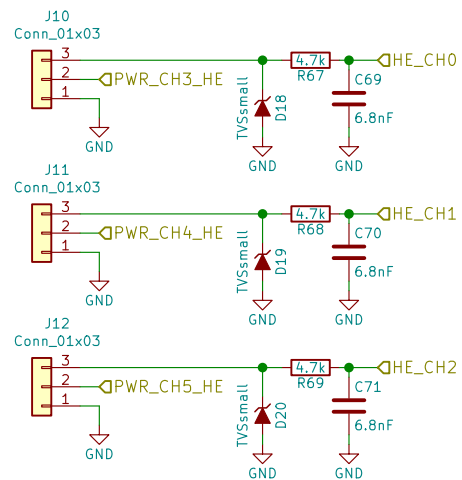 J10
Conn_01x03
3
2
1
PWR_CH3_HE
GND
TVSsmall
D18
GND
4.7k
R67
C69
6.8nF
GND
HE_CH0
J11
Conn_01x03
3
2
1
PWR_CH4_HE
GND
TVSsmall
D19
GND
4.7k
R68
C70
6.8nF
GND
HE_CH1
J12
Conn_01x03
3
2
1
PWR_CH5_HE
GND
TVSsmall
D20
GND
4.7k
R69
C71
6.8nF
GND
HE_CH2